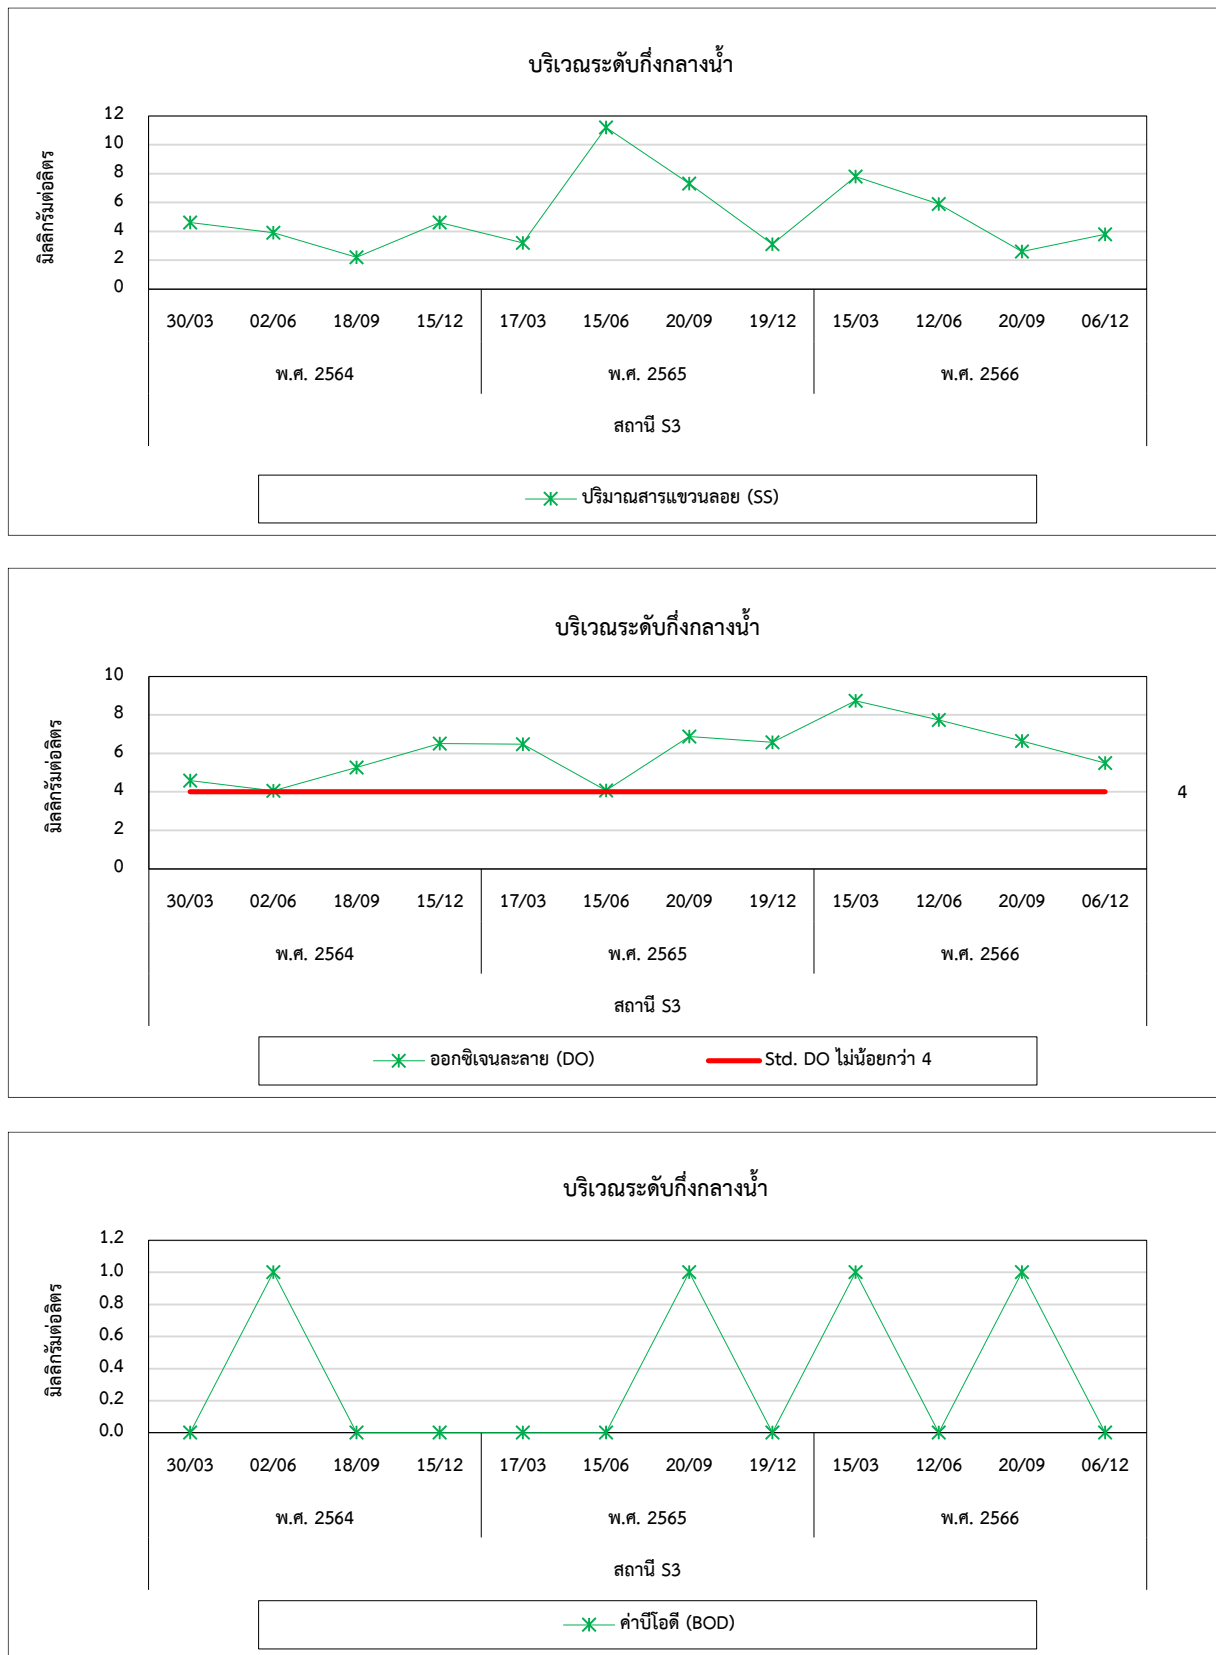 บริเวณระดับกึ่งกลางน้ำ
มิลลิกรัมต่อลิตร
12
10
8
6
4
2
0
30/03 02/06 18/09 15/12 17/03 15/06 20/09 19/12 15/03 12/06 20/09 06/12
พ.ศ. 2564 พ.ศ. 2565 พ.ศ. 2566
สถานี S3
ปริมาณสารแขวนลอย (SS)
บริเวณระดับกึ่งกลางน้ำ
มิลลิกรัมต่อลิตร
10
8
6
4
2
0
4
30/03 02/06 18/09 15/12 17/03 15/06 20/09 19/12 15/03 12/06 20/09 06/12
พ.ศ. 2564 พ.ศ. 2565 พ.ศ. 2566
สถานี S3
ออกซิเจนละลาย (DO) Std. DO ไม่น้อยกว่า 4
บริเวณระดับกึ่งกลางน้ำ
มิลลิกรัมต่อลิตร
1.2
1.0
0.8
0.6
0.4
0.2
0.0
30/03 02/06 18/09 15/12 17/03 15/06 20/09 19/12 15/03 12/06 20/09 06/12
พ.ศ. 2564 พ.ศ. 2565 พ.ศ. 2566
สถานี S3
ค่าบีโอดี (BOD)